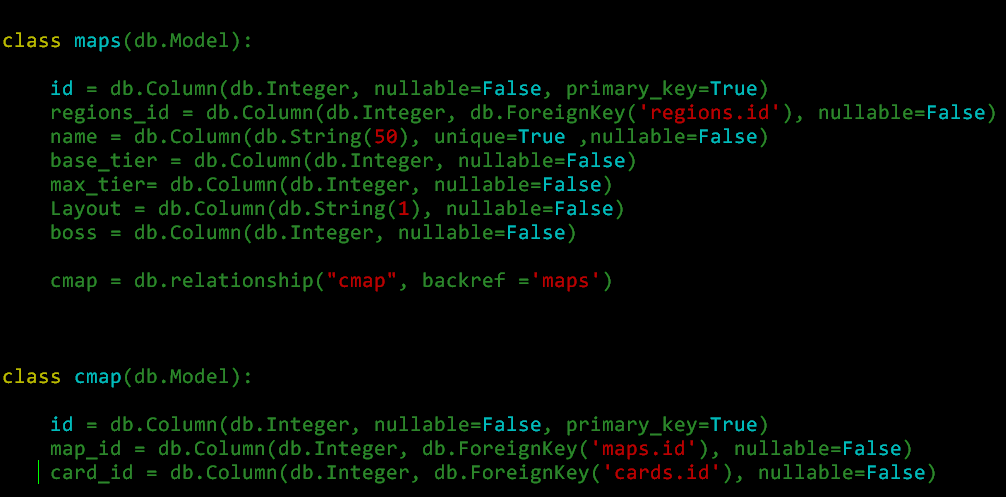 class maps(db.Model):
id = db.Column(db.Integer, nullable=False, primary_key=True)
regions_id = db.Column(db.Integer, db.ForeignKey('regions.id'), nullable=False)
name = db.Column(db.String(50), unique=True ,nullable=False)
base_tier = db.Column(db.Integer, nullable=False)
max_tier= db.Column(db.Integer, nullable=False)
Layout = db.Column(db.String(1), nullable=False)
boss = db.Column(db.Integer, nullable=False)
cmap = db.relationship("cmap", backref ='maps')
class cmap(db.Model):
id = db.Column(db.Integer, nullable=False, primary_key=True)
map_id = db.Column(db.Integer, db.ForeignKey('maps.id'), nullable=False)
card_id = db.Column(db.Integer, db.ForeignKey('cards.id'), nullable=False)